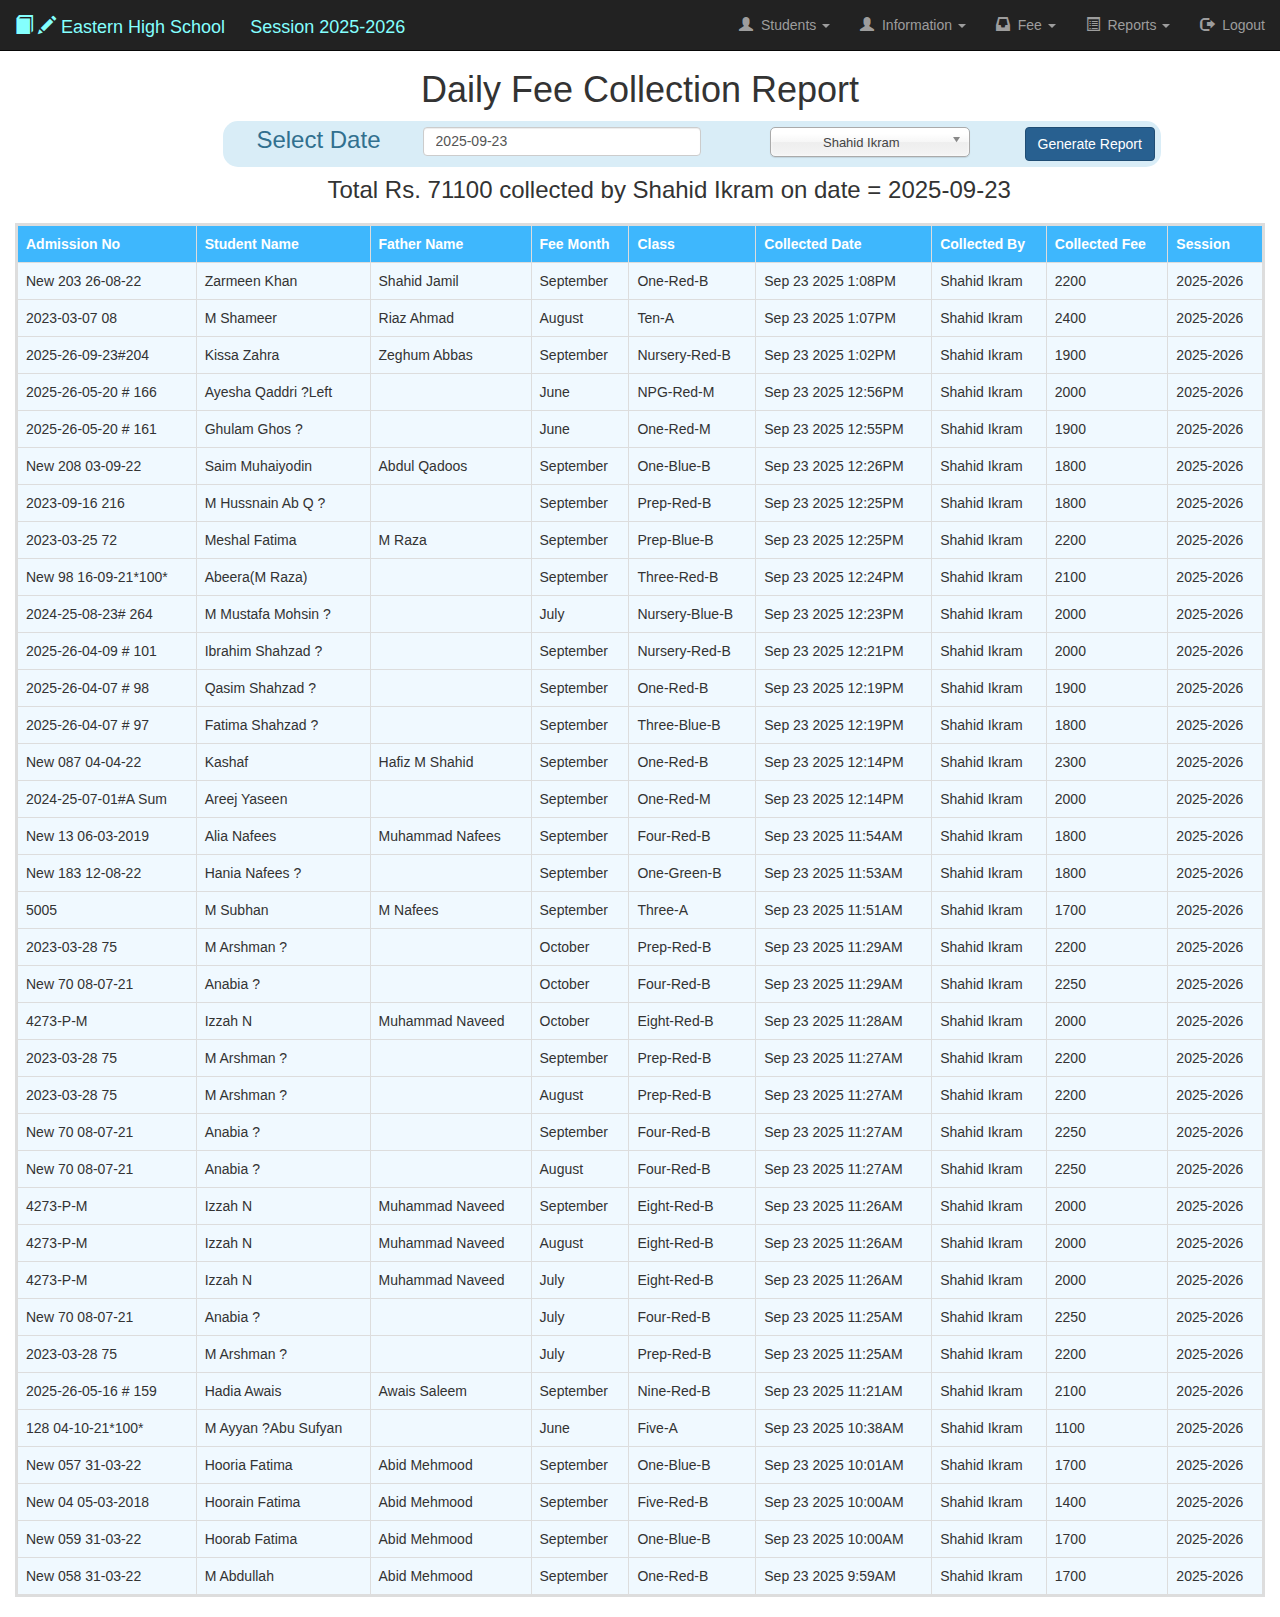 Eastern High School Session 2025-2026 Students Information Fee Reports Logout
Daily Fee Collection Report
Select Date 2025-09-23 Shahid Ikram Generate Report
Total Rs. 71100 collected by Shahid Ikram on date = 2025-09-23
Admission No Student Name Father Name Fee Month Class Collected Date Collected By Collected Fee Session
New 203 26-08-22 Zarmeen Khan Shahid Jamil September One-Red-B Sep 23 2025 1:08PM Shahid Ikram 2200 2025-2026
2023-03-07 08 M Shameer Riaz Ahmad August Ten-A Sep 23 2025 1:07PM Shahid Ikram 2400 2025-2026
2025-26-09-23#204 Kissa Zahra Zeghum Abbas September Nursery-Red-B Sep 23 2025 1:02PM Shahid Ikram 1900 2025-2026
2025-26-05-20 # 166 Ayesha Qaddri ?Left June NPG-Red-M Sep 23 2025 12:56PM Shahid Ikram 2000 2025-2026
2025-26-05-20 # 161 Ghulam Ghos ? June One-Red-M Sep 23 2025 12:55PM Shahid Ikram 1900 2025-2026
New 208 03-09-22 Saim Muhaiyodin Abdul Qadoos September One-Blue-B Sep 23 2025 12:26PM Shahid Ikram 1800 2025-2026
2023-09-16 216 M Hussnain Ab Q ? September Prep-Red-B Sep 23 2025 12:25PM Shahid Ikram 1800 2025-2026
2023-03-25 72 Meshal Fatima M Raza September Prep-Blue-B Sep 23 2025 12:25PM Shahid Ikram 2200 2025-2026
New 98 16-09-21*100* Abeera(M Raza) September Three-Red-B Sep 23 2025 12:24PM Shahid Ikram 2100 2025-2026
2024-25-08-23# 264 M Mustafa Mohsin ? July Nursery-Blue-B Sep 23 2025 12:23PM Shahid Ikram 2000 2025-2026
2025-26-04-09 # 101 Ibrahim Shahzad ? September Nursery-Red-B Sep 23 2025 12:21PM Shahid Ikram 2000 2025-2026
2025-26-04-07 # 98 Qasim Shahzad ? September One-Red-B Sep 23 2025 12:19PM Shahid Ikram 1900 2025-2026
2025-26-04-07 # 97 Fatima Shahzad ? September Three-Blue-B Sep 23 2025 12:19PM Shahid Ikram 1800 2025-2026
New 087 04-04-22 Kashaf Hafiz M Shahid September One-Red-B Sep 23 2025 12:14PM Shahid Ikram 2300 2025-2026
2024-25-07-01#A Sum Areej Yaseen September One-Red-M Sep 23 2025 12:14PM Shahid Ikram 2000 2025-2026
New 13 06-03-2019 Alia Nafees Muhammad Nafees September Four-Red-B Sep 23 2025 11:54AM Shahid Ikram 1800 2025-2026
New 183 12-08-22 Hania Nafees ? September One-Green-B Sep 23 2025 11:53AM Shahid Ikram 1800 2025-2026
5005 M Subhan M Nafees September Three-A Sep 23 2025 11:51AM Shahid Ikram 1700 2025-2026
2023-03-28 75 M Arshman ? October Prep-Red-B Sep 23 2025 11:29AM Shahid Ikram 2200 2025-2026
New 70 08-07-21 Anabia ? October Four-Red-B Sep 23 2025 11:29AM Shahid Ikram 2250 2025-2026
4273-P-M Izzah N Muhammad Naveed October Eight-Red-B Sep 23 2025 11:28AM Shahid Ikram 2000 2025-2026
2023-03-28 75 M Arshman ? September Prep-Red-B Sep 23 2025 11:27AM Shahid Ikram 2200 2025-2026
2023-03-28 75 M Arshman ? August Prep-Red-B Sep 23 2025 11:27AM Shahid Ikram 2200 2025-2026
New 70 08-07-21 Anabia ? September Four-Red-B Sep 23 2025 11:27AM Shahid Ikram 2250 2025-2026
New 70 08-07-21 Anabia ? August Four-Red-B Sep 23 2025 11:27AM Shahid Ikram 2250 2025-2026
4273-P-M Izzah N Muhammad Naveed September Eight-Red-B Sep 23 2025 11:26AM Shahid Ikram 2000 2025-2026
4273-P-M Izzah N Muhammad Naveed August Eight-Red-B Sep 23 2025 11:26AM Shahid Ikram 2000 2025-2026
4273-P-M Izzah N Muhammad Naveed July Eight-Red-B Sep 23 2025 11:26AM Shahid Ikram 2000 2025-2026
New 70 08-07-21 Anabia ? July Four-Red-B Sep 23 2025 11:25AM Shahid Ikram 2250 2025-2026
2023-03-28 75 M Arshman ? July Prep-Red-B Sep 23 2025 11:25AM Shahid Ikram 2200 2025-2026
2025-26-05-16 # 159 Hadia Awais Awais Saleem September Nine-Red-B Sep 23 2025 11:21AM Shahid Ikram 2100 2025-2026
128 04-10-21*100* M Ayyan ?Abu Sufyan June Five-A Sep 23 2025 10:38AM Shahid Ikram 1100 2025-2026
New 057 31-03-22 Hooria Fatima Abid Mehmood September One-Blue-B Sep 23 2025 10:01AM Shahid Ikram 1700 2025-2026
New 04 05-03-2018 Hoorain Fatima Abid Mehmood September Five-Red-B Sep 23 2025 10:00AM Shahid Ikram 1400 2025-2026
New 059 31-03-22 Hoorab Fatima Abid Mehmood September One-Blue-B Sep 23 2025 10:00AM Shahid Ikram 1700 2025-2026
New 058 31-03-22 M Abdullah Abid Mehmood September One-Red-B Sep 23 2025 9:59AM Shahid Ikram 1700 2025-2026